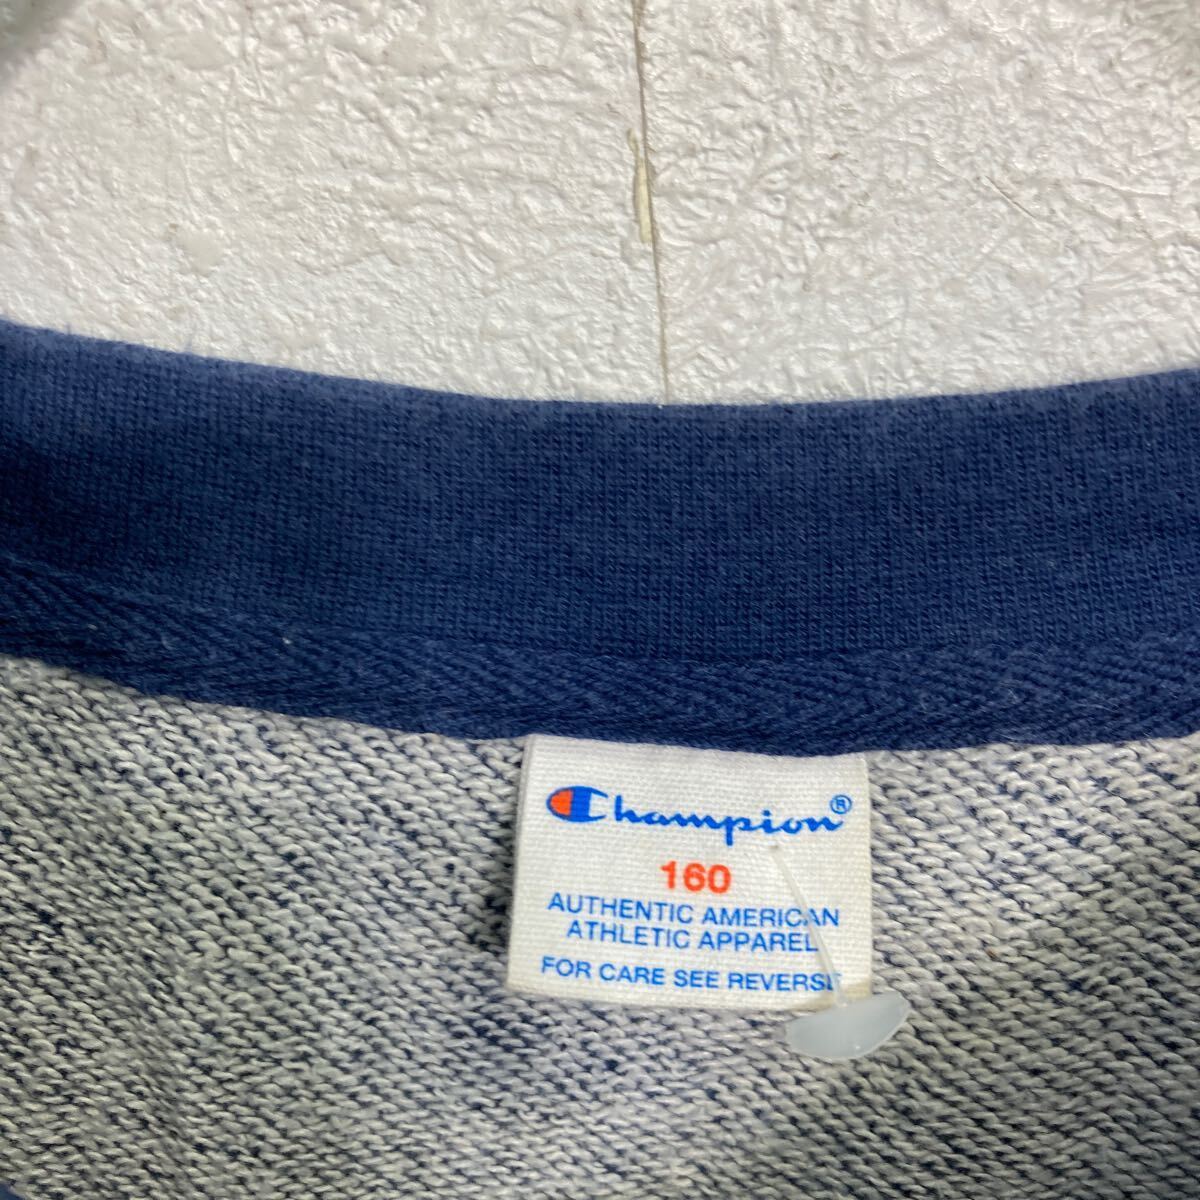 Champion®
160
AUTHENTIC AMERICAN
ATHLETIC APPAREL
FOR CARE SEE REVERSE